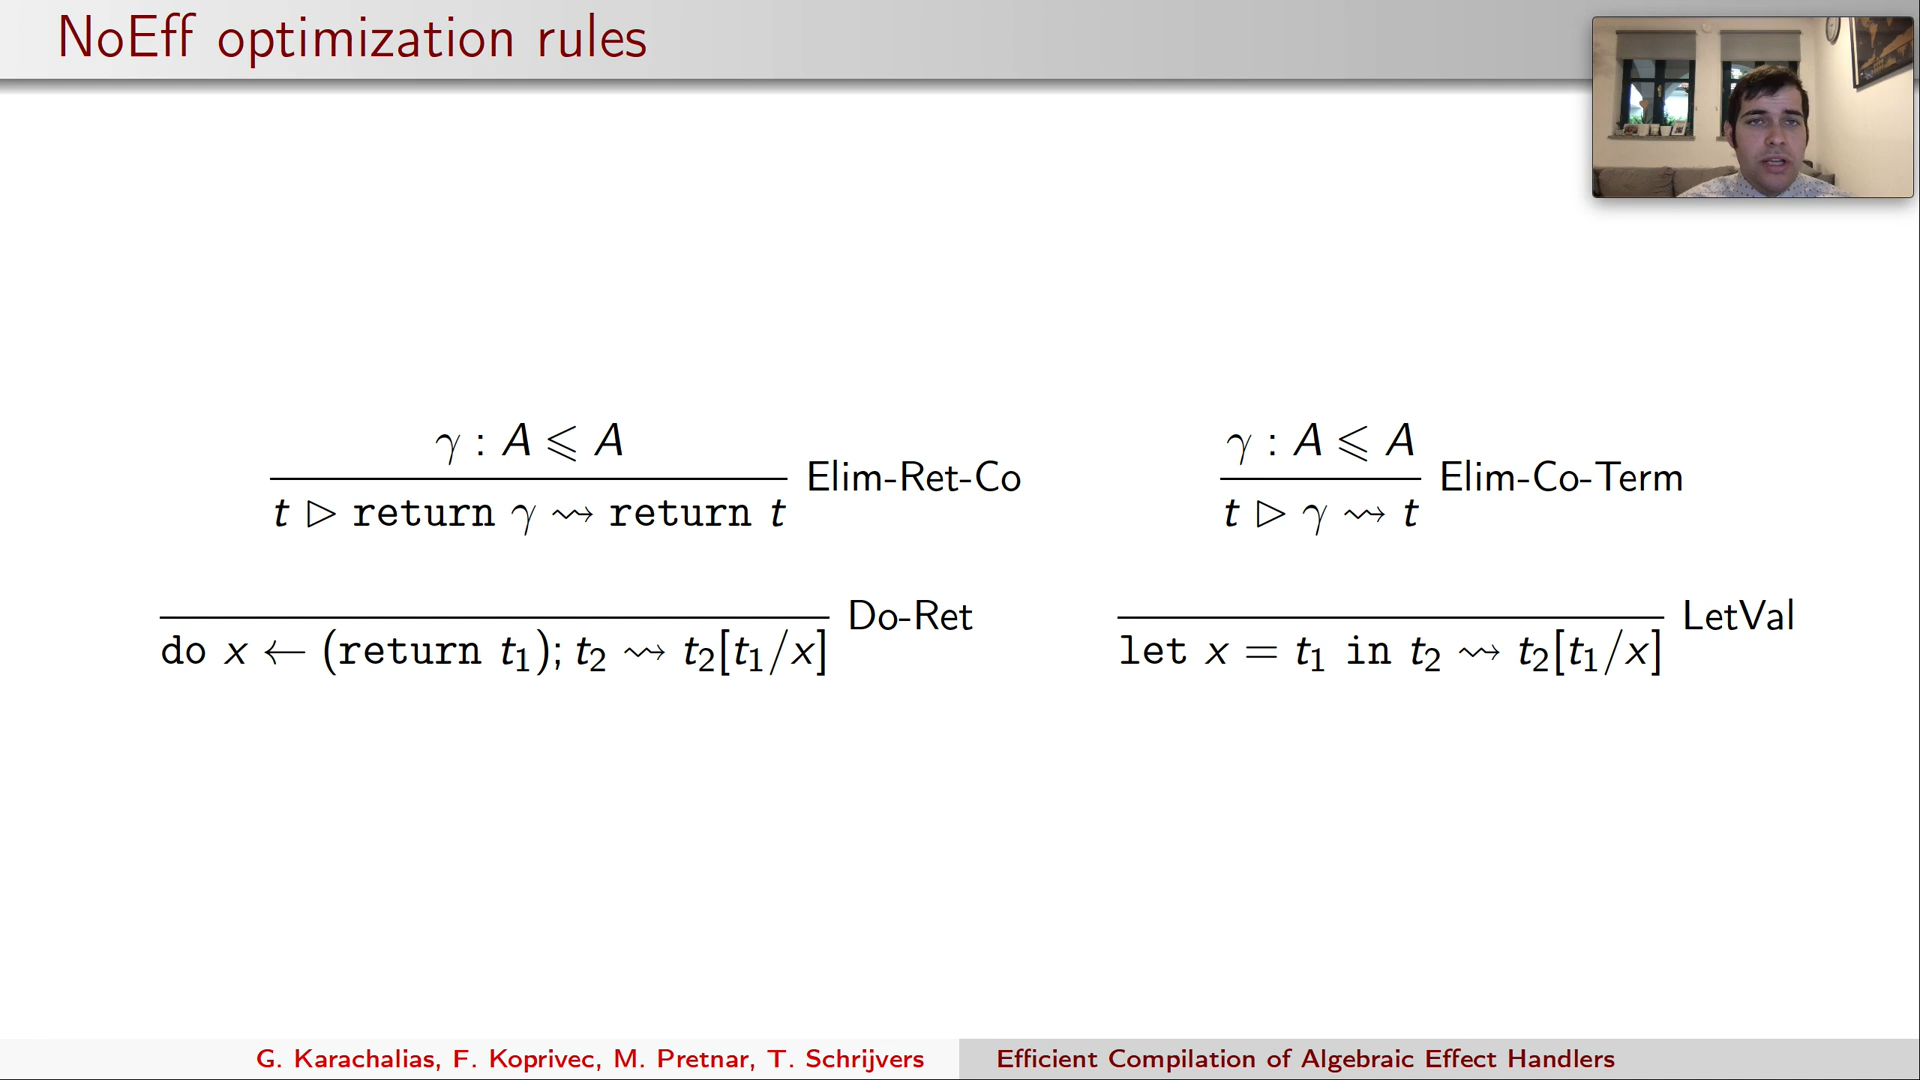 NoEff optimization rules
γ : A ⩽ A
t ▷ return γ ⇝ return t
Elim-Ret-Co
γ : A ⩽ A
t ▷ γ ⇝ t
Elim-Co-Term
do x ← (return t₁); t₂ ⇝ t₂[t₁/x]
Do-Ret
let x = t₁ in t₂ ⇝ t₂[t₁/x]
LetVal
G. Karachalias, F. Koprivec, M. Pretnar, T. Schrijvers
Efficient Compilation of Algebraic Effect Handlers